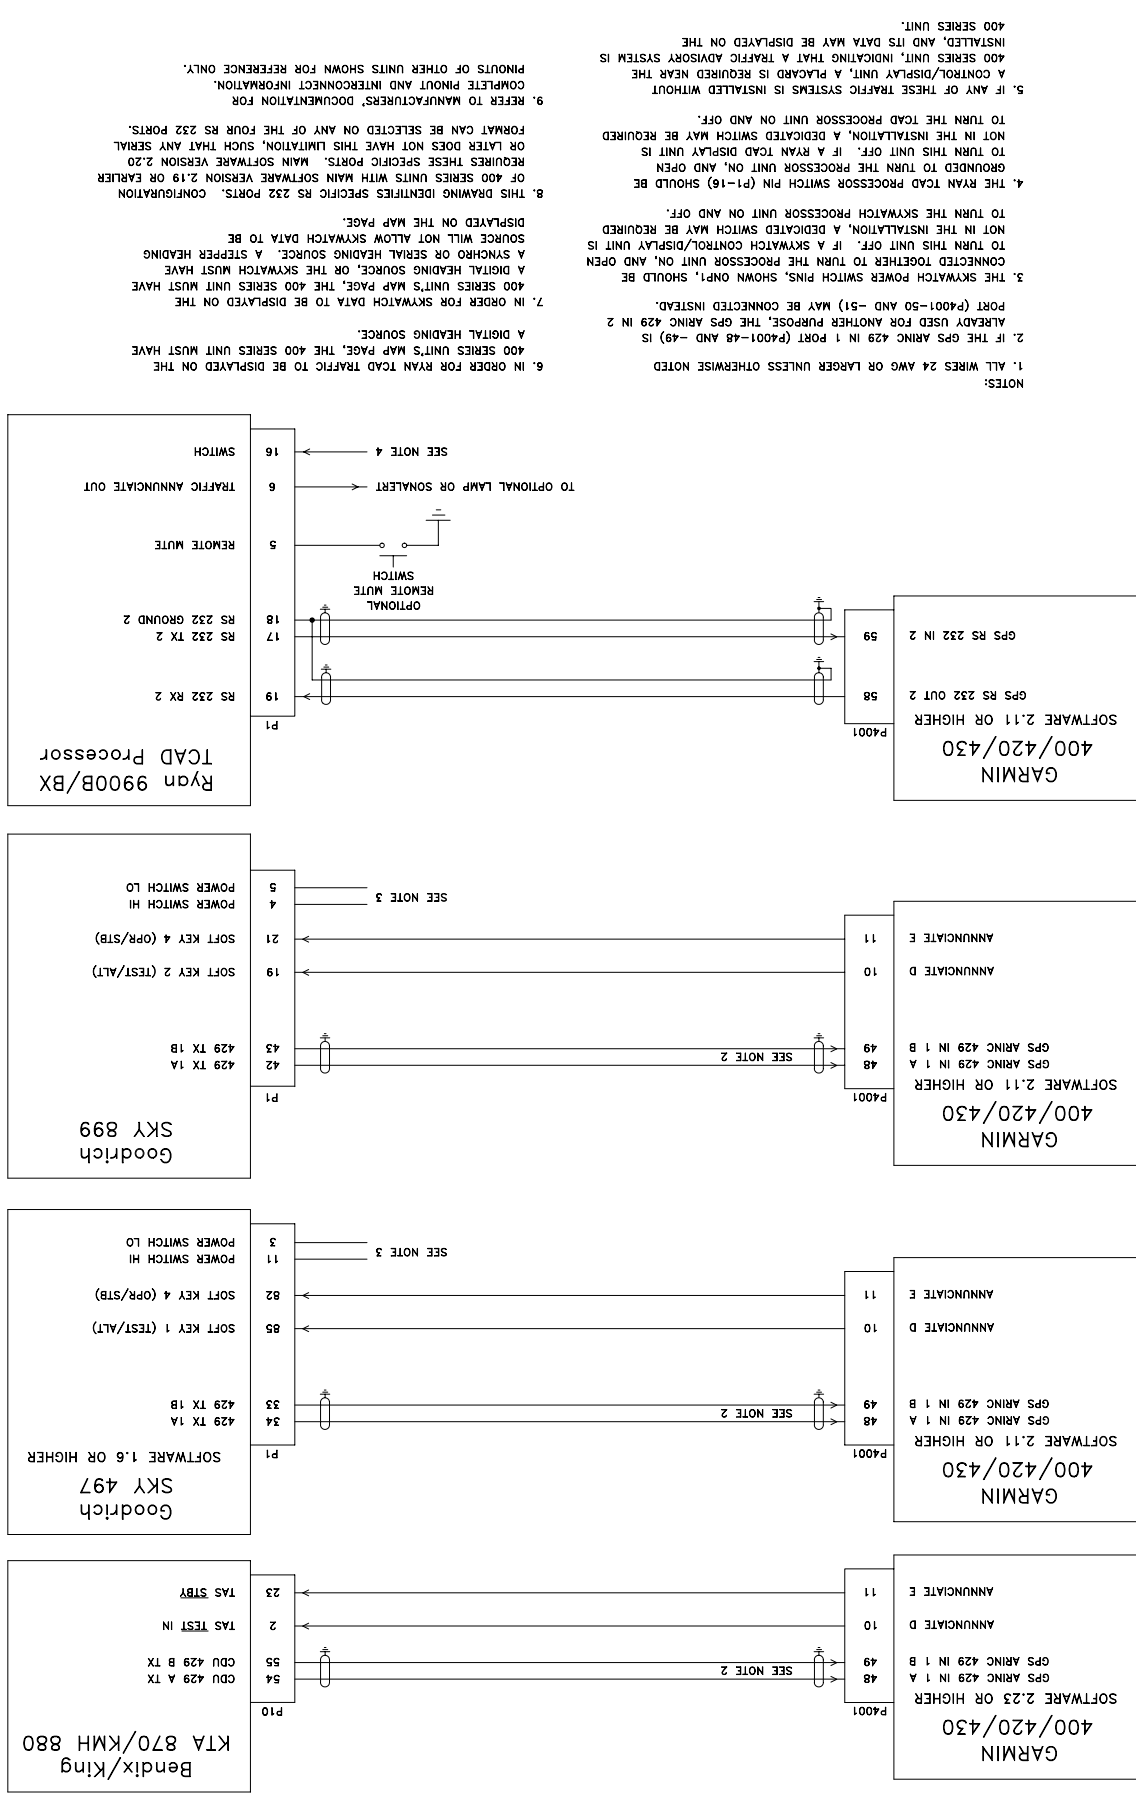 GARMIN
400/420/430
SOFTWARE 2.23 OR HIGHER
GPS ARINC 429 IN 1 A
GPS ARINC 429 IN 1 B
ANNUNCIATE D
ANNUNCIATE E
P4001
48
49
10
11
SEE NOTE 2
P10
54
55
2
23
Bendix/King
KTA 870/KMH 880
CDU 429 A TX
CDU 429 B TX
TAS TEST IN
TAS STBY
GARMIN
400/420/430
SOFTWARE 2.11 OR HIGHER
GPS ARINC 429 IN 1 A
GPS ARINC 429 IN 1 B
ANNUNCIATE D
ANNUNCIATE E
P4001
48
49
10
11
SEE NOTE 2
SEE NOTE 3
P1
34
33
85
82
11
3
Goodrich
SKY 497
SOFTWARE 1.6 OR HIGHER
429 TX 1A
429 TX 1B
SOFT KEY 1 (TEST/ALT)
SOFT KEY 4 (OPR/STB)
POWER SWITCH HI
POWER SWITCH LO
GARMIN
400/420/430
SOFTWARE 2.11 OR HIGHER
GPS ARINC 429 IN 1 A
GPS ARINC 429 IN 1 B
ANNUNCIATE D
ANNUNCIATE E
P4001
48
49
10
11
SEE NOTE 2
SEE NOTE 3
P1
42
43
19
21
4
5
Goodrich
SKY 899
429 TX 1A
429 TX 1B
SOFT KEY 2 (TEST/ALT)
SOFT KEY 4 (OPR/STB)
POWER SWITCH HI
POWER SWITCH LO
GARMIN
400/420/430
SOFTWARE 2.11 OR HIGHER
GPS RS 232 OUT 2
GPS RS 232 IN 2
P4001
58
59
OPTIONAL
REMOTE MUTE
SWITCH
TO OPTIONAL LAMP OR SONALERT
SEE NOTE 4
P1
19
17
18
5
6
16
Ryan 9900B/BX
TCAD Processor
RS 232 RX 2
RS 232 TX 2
RS 232 GROUND 2
REMOTE MUTE
TRAFFIC ANNUNCIATE OUT
SWITCH
NOTES:
1. ALL WIRES 24 AWG OR LARGER UNLESS OTHERWISE NOTED
2. IF THE GPS ARINC 429 IN 1 PORT (P4001-48 AND -49) IS
ALREADY USED FOR ANOTHER PURPOSE, THE GPS ARINC 429 IN 2
PORT (P4001-50 AND -51) MAY BE CONNECTED INSTEAD.
3. THE SKYWATCH POWER SWITCH PINS, SHOWN ONP1, SHOULD BE
CONNECTED TOGETHER TO TURN THE PROCESSOR UNIT ON, AND OPEN
TO TURN THIS UNIT OFF. IF A SKYWATCH CONTROL/DISPLAY UNIT IS
NOT IN THE INSTALLATION, A DEDICATED SWITCH MAY BE REQUIRED
TO TURN THE SKYWATCH PROCESSOR UNIT ON AND OFF.
4. THE RYAN TCAD PROCESSOR SWITCH PIN (P1-16) SHOULD BE
GROUNDED TO TURN THE PROCESSOR UNIT ON, AND OPEN
TO TURN THIS UNIT OFF. IF A RYAN TCAD DISPLAY UNIT IS
NOT IN THE INSTALLATION, A DEDICATED SWITCH MAY BE REQUIRED
TO TURN THE TCAD PROCESSOR UNIT ON AND OFF.
5. IF ANY OF THESE TRAFFIC SYSTEMS IS INSTALLED WITHOUT
A CONTROL/DISPLAY UNIT, A PLACARD IS REQUIRED NEAR THE
400 SERIES UNIT, INDICATING THAT A TRAFFIC ADVISORY SYSTEM IS
INSTALLED, AND ITS DATA MAY BE DISPLAYED ON THE
400 SERIES UNIT.
6. IN ORDER FOR RYAN TCAD TRAFFIC TO BE DISPLAYED ON THE
400 SERIES UNIT'S MAP PAGE, THE 400 SERIES UNIT MUST HAVE
A DIGITAL HEADING SOURCE.
7. IN ORDER FOR SKYWATCH DATA TO BE DISPLAYED ON THE
400 SERIES UNIT'S MAP PAGE, THE 400 SERIES UNIT MUST HAVE
A DIGITAL HEADING SOURCE, OR THE SKYWATCH MUST HAVE
A SYNCHRO OR SERIAL HEADING SOURCE. A STEPPER HEADING
SOURCE WILL NOT ALLOW SKYWATCH DATA TO BE
DISPLAYED ON THE MAP PAGE.
8. THIS DRAWING IDENTIFIES SPECIFIC RS 232 PORTS. CONFIGURATION
OF 400 SERIES UNITS WITH MAIN SOFTWARE VERSION 2.19 OR EARLIER
REQUIRES THESE SPECIFIC PORTS. MAIN SOFTWARE VERSION 2.20
OR LATER DOES NOT HAVE THIS LIMITATION, SUCH THAT ANY SERIAL
FORMAT CAN BE SELECTED ON ANY OF THE FOUR RS 232 PORTS.
9. REFER TO MANUFACTURERS' DOCUMENTATION FOR
COMPLETE PINOUT AND INTERCONNECT INFORMATION.
PINOUTS OF OTHER UNITS SHOWN FOR REFERENCE ONLY.